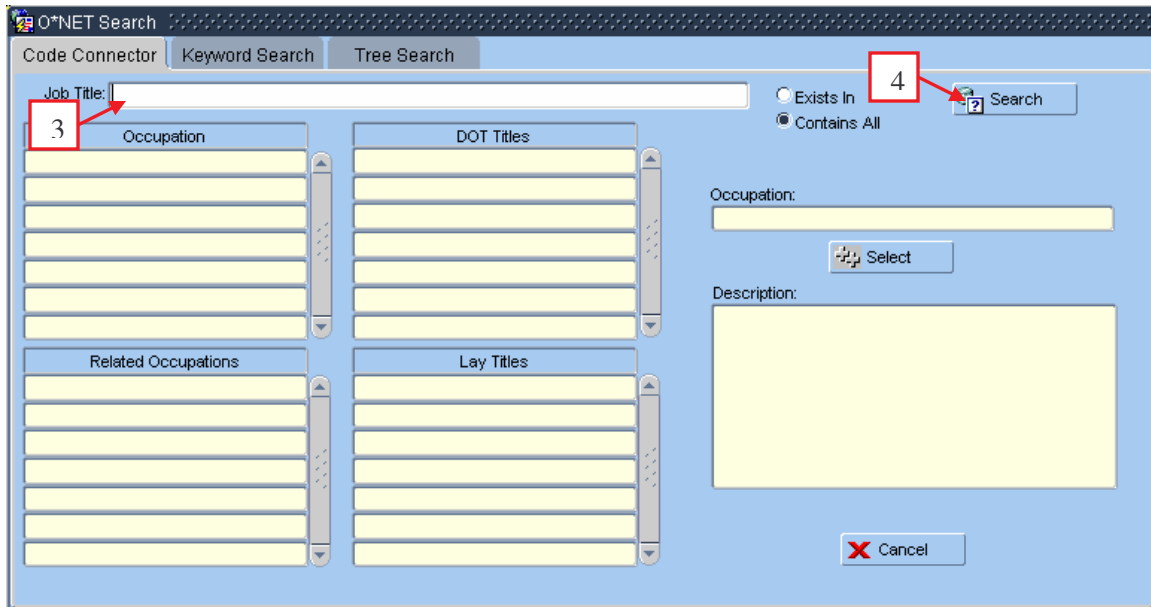 O*NET Search
Code Connector Keyword Search Tree Search
Job Title:
3
Exists In
Contains All
4
Search
Occupation
DOT Titles
Occupation:
Select
Description:
Related Occupations
Lay Titles
Cancel